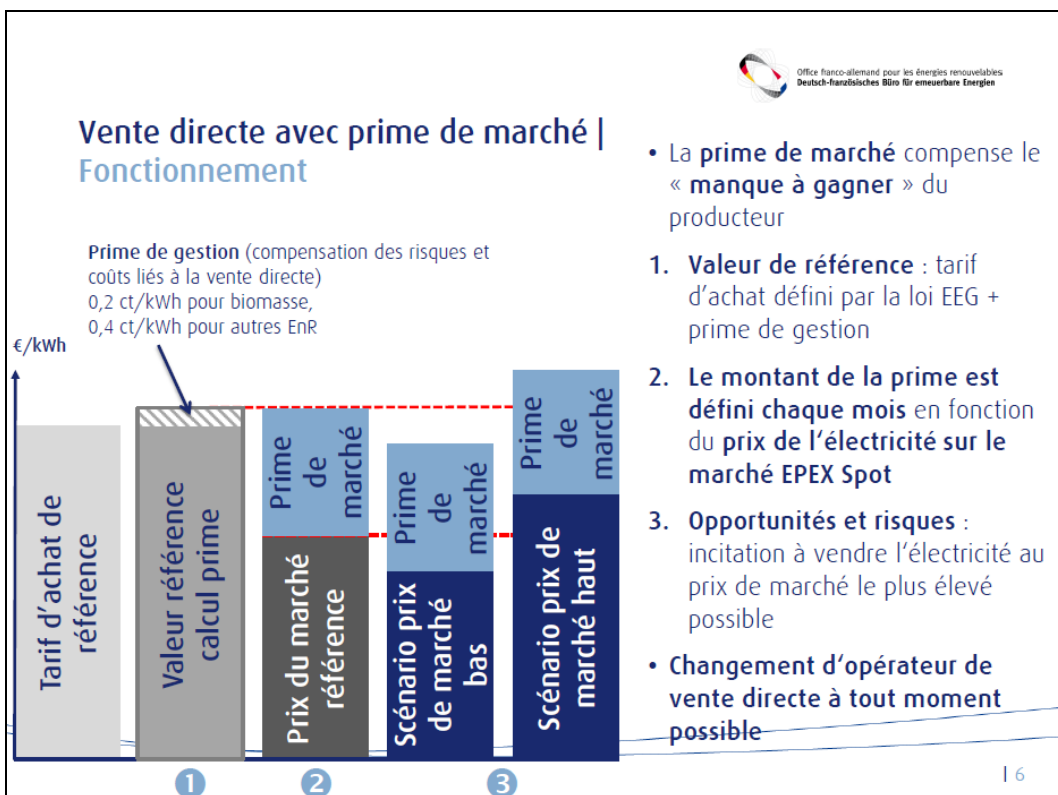 Office franco-allemand pour les énergies renouvelables
Deutsch-französisches Büro für erneuerbare Energien
Vente directe avec prime de marché |
Fonctionnement
Prime de gestion (compensation des risques et
coûts liés à la vente directe)
0,2 ct/kWh pour biomasse,
0,4 ct/kWh pour autres EnR
€/kWh
Tarif d'achat de
référence
Valeur référence
calcul prime
Prime
de
marché
Prix du marché
référence
Prime
de
marché
Scénario prix
de marché
bas
Prime
de
marché
Scénario prix de
marché haut
1
2
3
• La prime de marché compense le
« manque à gagner » du
producteur
1. Valeur de référence : tarif
d'achat défini par la loi EEG +
prime de gestion
2. Le montant de la prime est
défini chaque mois en fonction
du prix de l'électricité sur le
marché EPEX Spot
3. Opportunités et risques :
incitation à vendre l'électricité au
prix de marché le plus élevé
possible
• Changement d'opérateur de
vente directe à tout moment
possible
| 6